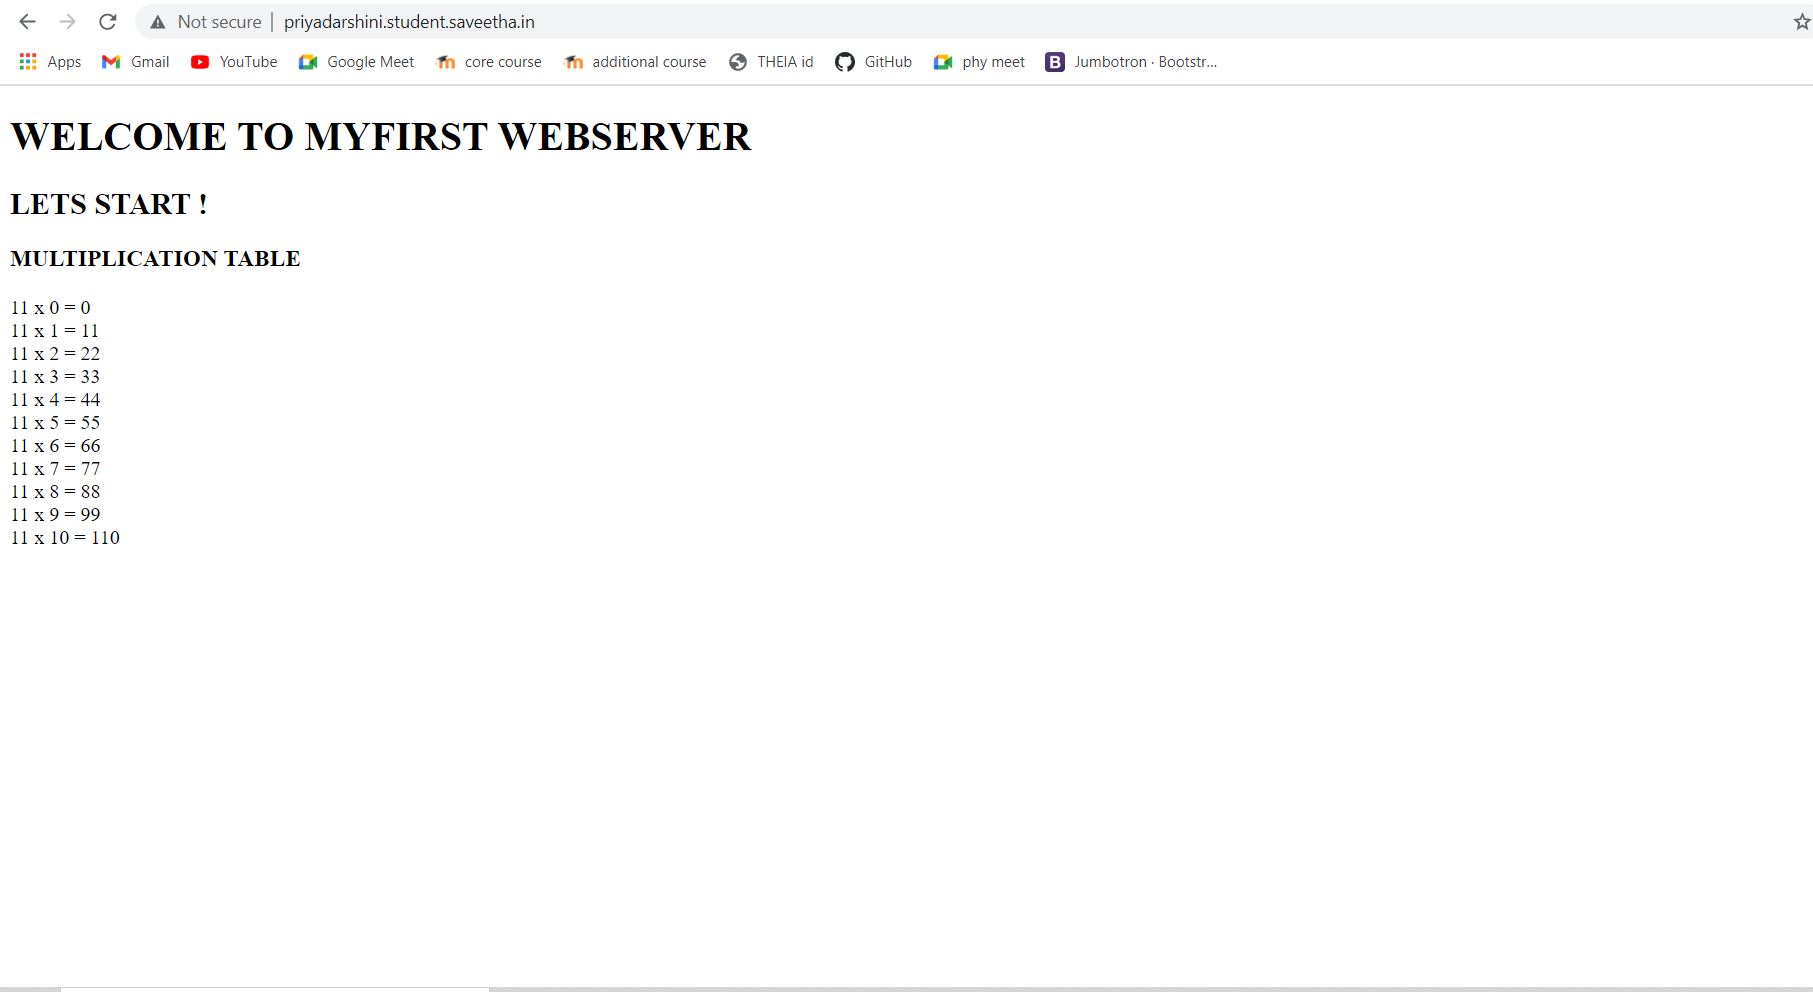 Not secure | priyadarshini.student.saveetha.in
Apps Gmail YouTube Google Meet core course additional course THEIA id GitHub phy meet Jumbotron · Bootstr...
WELCOME TO MYFIRST WEBSERVER
LETS START !
MULTIPLICATION TABLE
11 x 0 = 0
11 x 1 = 11
11 x 2 = 22
11 x 3 = 33
11 x 4 = 44
11 x 5 = 55
11 x 6 = 66
11 x 7 = 77
11 x 8 = 88
11 x 9 = 99
11 x 10 = 110